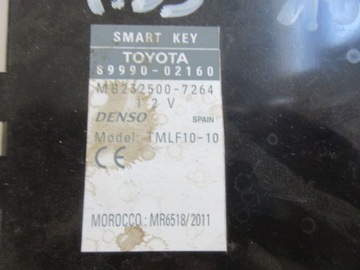 SMART KEY
TOYOTA
89990-02160
MB232500-7264
12V
DENSO SPAIN
Model: TMLF10-10
CE
MOROCCO: MR6518/2011